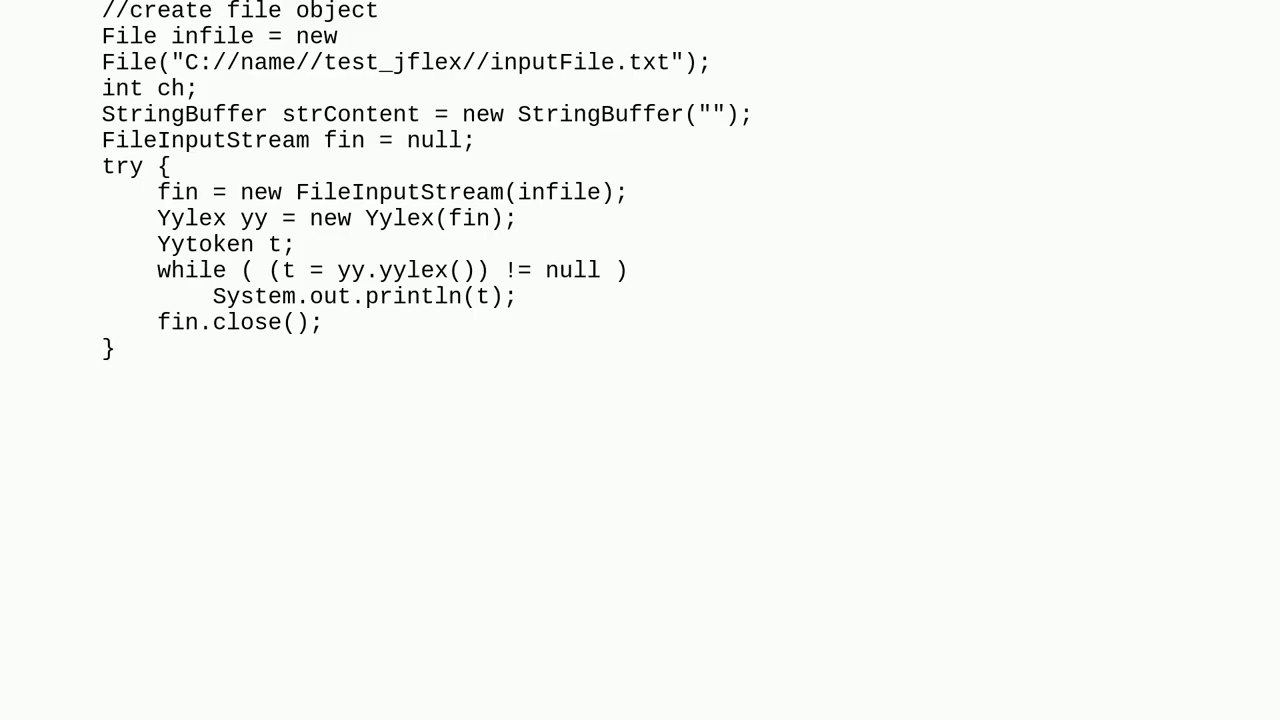 //create file object
File infile = new
File("C://name//test_jflex//inputFile.txt");
int ch;
StringBuffer strContent = new StringBuffer("");
FileInputStream fin = null;
try {
    fin = new FileInputStream(infile);
    Yylex yy = new Yylex(fin);
    Yytoken t;
    while ( (t = yy.yylex()) != null )
        System.out.println(t);
    fin.close();
}